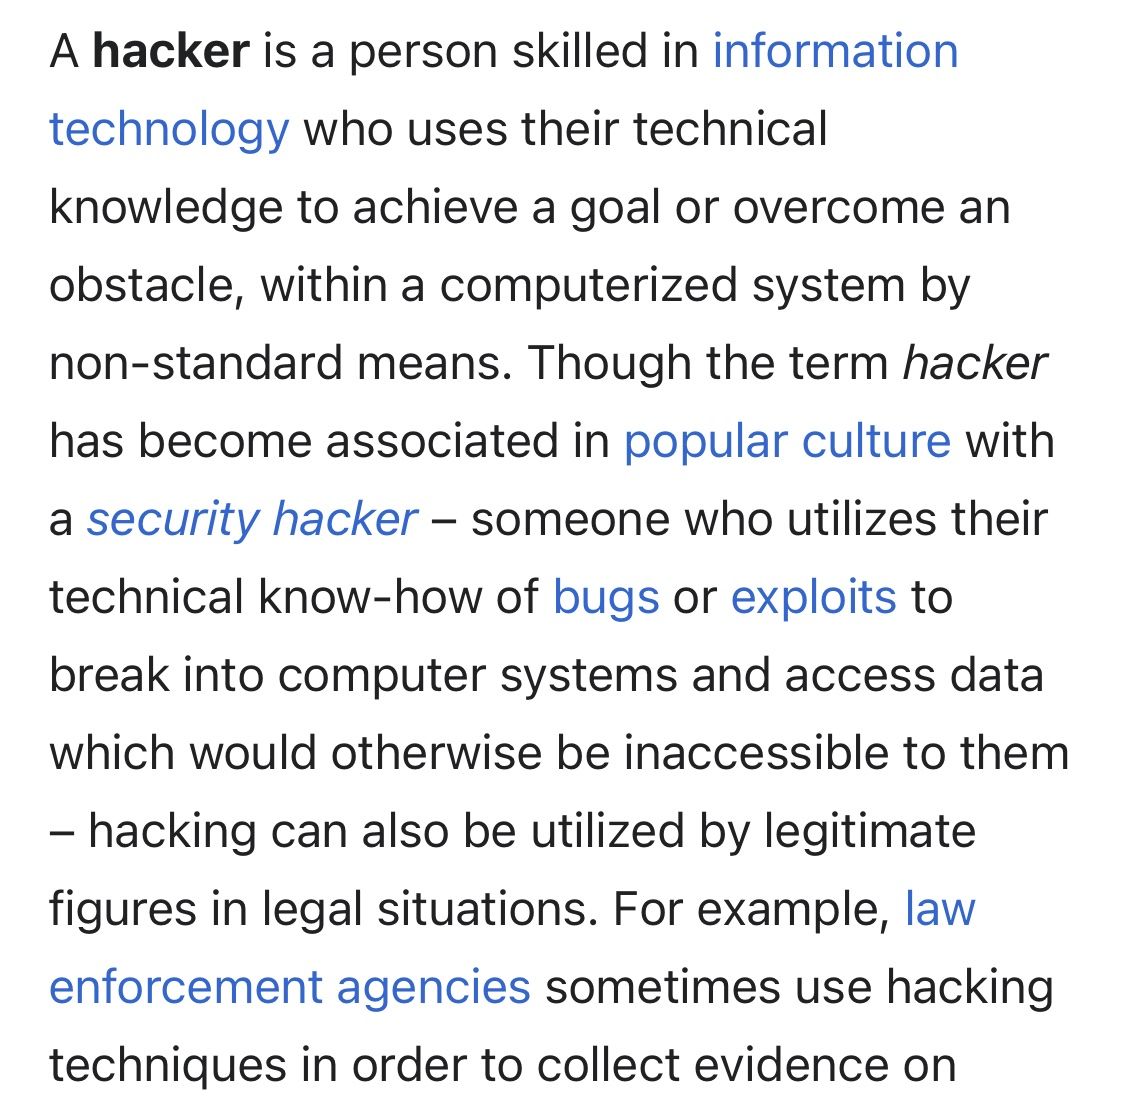 A hacker is a person skilled in information
technology who uses their technical
knowledge to achieve a goal or overcome an
obstacle, within a computerized system by
non-standard means. Though the term hacker
has become associated in popular culture with
a security hacker – someone who utilizes their
technical know-how of bugs or exploits to
break into computer systems and access data
which would otherwise be inaccessible to them
– hacking can also be utilized by legitimate
figures in legal situations. For example, law
enforcement agencies sometimes use hacking
techniques in order to collect evidence on